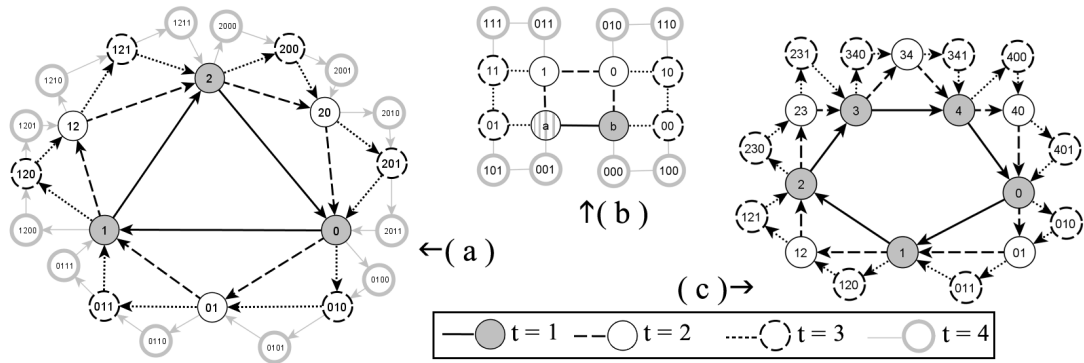 1211 2000
121 200
2
1210 2001
12 20 2010
1201
120 201
1200 1 0 2011
0111 0100
011 01 010
0110 0101
←( a )
111 011 010 110
11 1 0 10
01 a b 00
101 001 000 100
↑( b )
231 340 34 341 400
23 3 4 40
230 401
2 0
121 010
12 1 01
120 011
( c )→
t = 1 t = 2 t = 3 t = 4